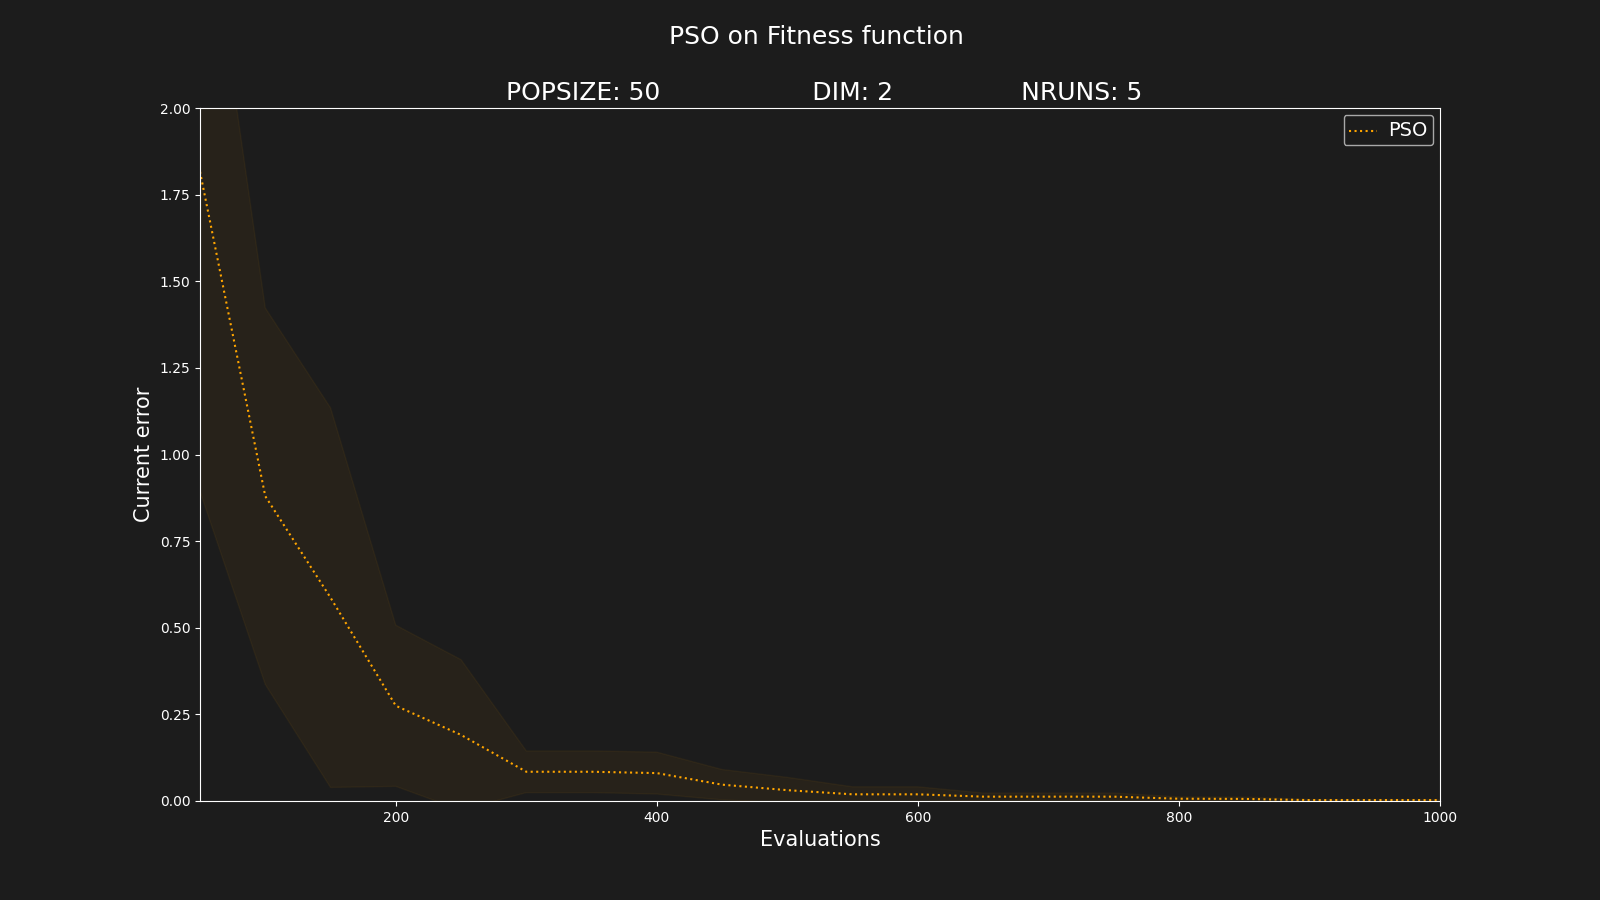 PSO on Fitness function
POPSIZE: 50 DIM: 2 NRUNS: 5
PSO
2.00
1.75
1.50
1.25
1.00
0.75
0.50
0.25
0.00
Current error
200 400 600 800 1000
Evaluations